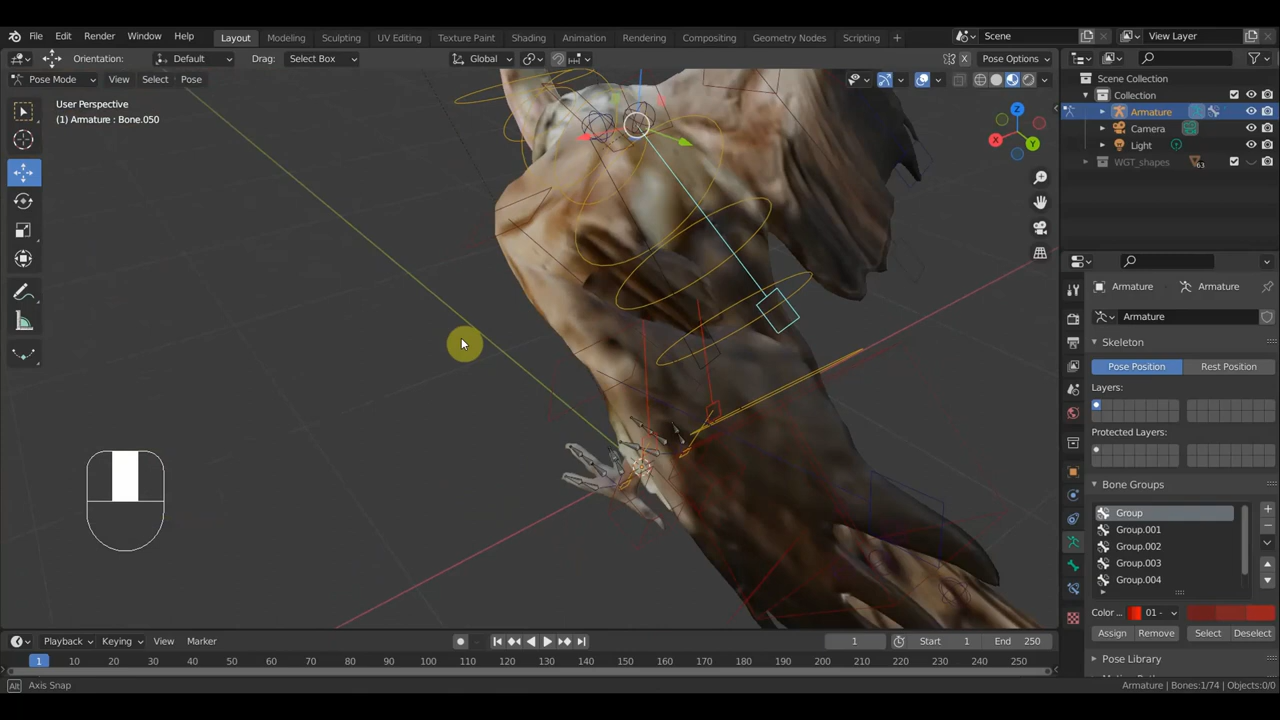 File Edit Render Window Help Layout Modeling Sculpting UV Editing Texture Paint Shading Animation Rendering Compositing Geometry Nodes Scripting + Scene View Layer
Orientation: Default Drag: Select Box Global Pose Options
Pose Mode View Select Pose
User Perspective
(1) Armature : Bone.050
X
Y
Z
Scene Collection
Collection
Armature
Camera
Light
WGT_shapes 63
Armature Armature
Armature
Skeleton
Pose Position Rest Position
Layers:
Protected Layers:
Bone Groups
Group
Group.001
Group.002
Group.003
Group.004
Color ... 01 -
Assign Remove Select Deselect
Pose Library
Playback Keying View Marker 1 Start 1 End 250
1 10 20 30 40 50 60 70 80 90 100 110 120 130 140 150 160 170 180 190 200 210 220 230 240 250
Alt Axis Snap Armature | Bones:1/74 | Objects:0/0